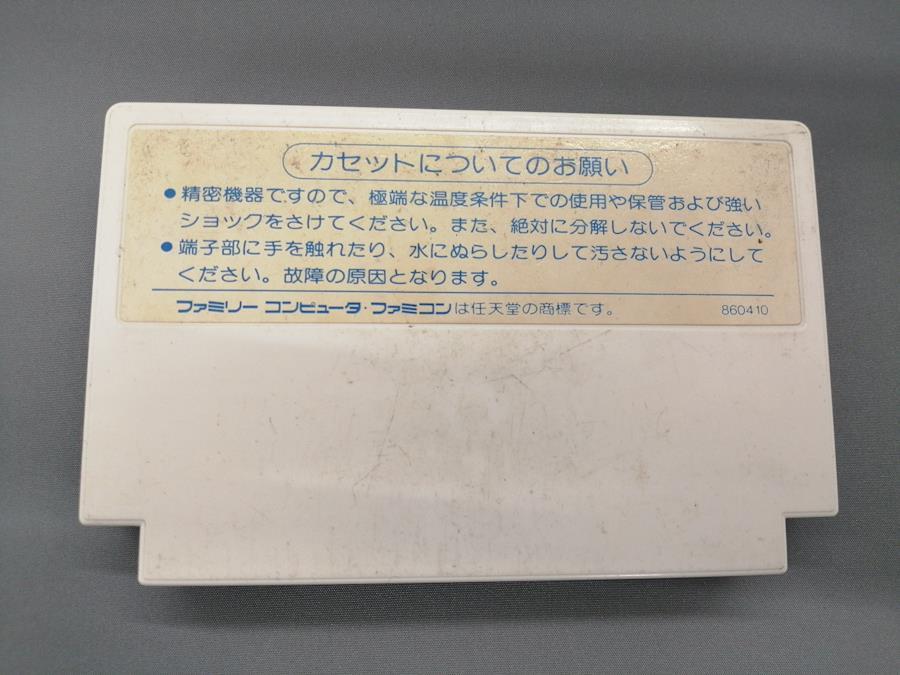 カセットについてのお願い
●精密機器ですので、極端な温度条件下での使用や保管および強い
ショックをさけてください。また、絶対に分解しないでください。
●端子部に手を触れたり、水にぬらしたりして汚さないようにして
ください。故障の原因となります。
ファミリー コンピュータ・ファミコンは任天堂の商標です。 860410